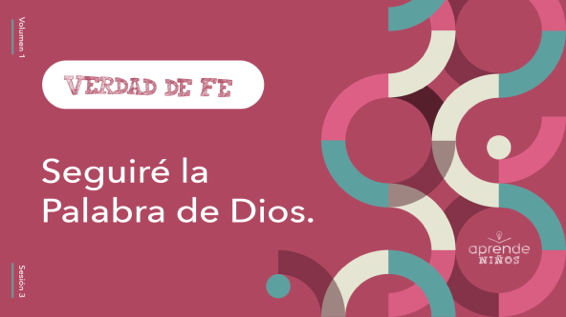 Volumen 1
VERDAD DE FE
Seguiré la
Palabra de Dios.
Sesión 3
aprende
NIÑOS